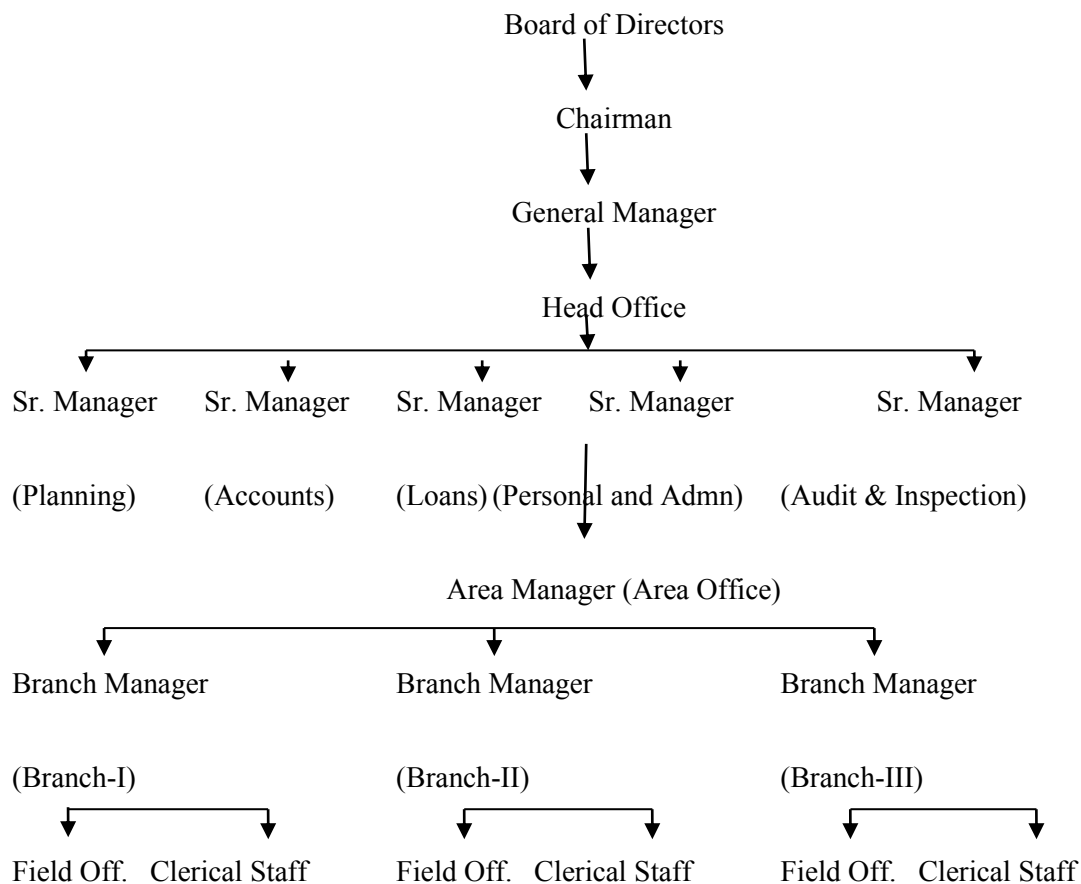 Board of Directors
Chairman
General Manager
Head Office
Sr. Manager Sr. Manager Sr. Manager Sr. Manager Sr. Manager
(Planning) (Accounts) (Loans) (Personal and Admn) (Audit & Inspection)
Area Manager (Area Office)
Branch Manager Branch Manager Branch Manager
(Branch-I) (Branch-II) (Branch-III)
Field Off. Clerical Staff Field Off. Clerical Staff Field Off. Clerical Staff